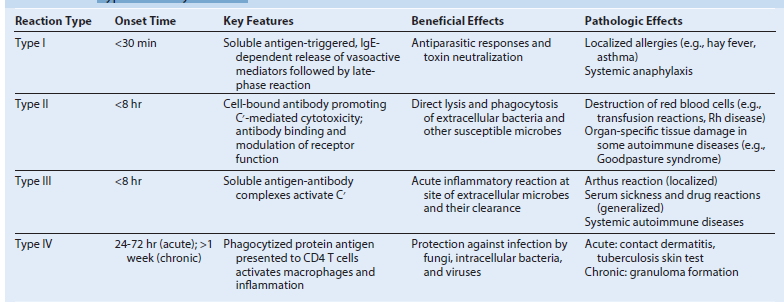 Reaction Type Onset Time Key Features Beneficial Effects Pathologic Effects
Type I <30 min Soluble antigen-triggered, IgE- Antiparasitic responses and Localized allergies (e.g., hay fever,
dependent release of vasoactive toxin neutralization asthma)
mediators followed by late- Systemic anaphylaxis
phase reaction
Type II <8 hr Cell-bound antibody promoting Direct lysis and phagocytosis Destruction of red blood cells (e.g.,
C′-mediated cytotoxicity; of extracellular bacteria and transfusion reactions, Rh disease)
antibody binding and other susceptible microbes Organ-specific tissue damage in
modulation of receptor some autoimmune diseases (e.g.,
function Goodpasture syndrome)
Type III <8 hr Soluble antigen-antibody Acute inflammatory reaction at Arthus reaction (localized)
complexes activate C′ site of extracellular microbes Serum sickness and drug reactions
and their clearance (generalized)
Systemic autoimmune diseases
Type IV 24-72 hr (acute); >1 Phagocytized protein antigen Protection against infection by Acute: contact dermatitis,
week (chronic) presented to CD4 T cells fungi, intracellular bacteria, tuberculosis skin test
activates macrophages and and viruses Chronic: granuloma formation
inflammation